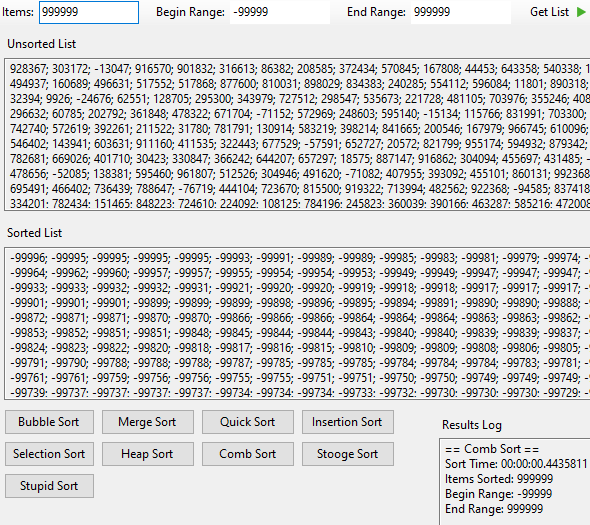 Items: 999999 Begin Range: -99999 End Range: 999999 Get List
Unsorted List
928367; 303172; -13047; 916570; 901832; 316613; 86382; 208585; 372434; 570845; 167808; 44453; 643358; 540338;
494937; 160689; 496631; 517552; 517868; 877600; 810031; 898029; 834383; 240285; 554112; 596084; 11801; 890318;
32394; 9926; -24676; 62551; 128705; 295300; 343979; 727512; 298547; 535673; 221728; 481105; 703976; 355246; 408
296632; 60785; 202792; 361848; 478322; 671704; -71152; 572969; 248603; 595140; -15134; 115766; 831991; 703300;
742740; 572619; 392261; 211522; 31780; 781791; 130914; 583219; 398214; 841665; 200546; 167979; 966745; 610096;
546402; 143941; 603631; 911160; 411535; 322443; 677529; -57591; 652727; 20572; 821799; 955174; 594932; 879342;
782681; 669026; 401710; 30423; 330847; 366242; 644207; 657297; 18575; 887147; 916862; 304094; 455697; 431485; -
478656; -52085; 138381; 595460; 961807; 512526; 304946; 491620; -71082; 407955; 393092; 455101; 860131; 992368
695491; 466402; 736439; 788647; -76719; 444104; 723670; 815500; 919322; 713994; 482562; 922368; -94585; 837418
334201; 782434; 151465; 848223; 724610; 224092; 108125; 784196; 245823; 360039; 390166; 463287; 585216; 472008
Sorted List
-99996; -99995; -99995; -99995; -99995; -99993; -99991; -99989; -99989; -99985; -99983; -99981; -99979; -99974; -
-99964; -99962; -99960; -99957; -99957; -99955; -99954; -99954; -99953; -99949; -99949; -99947; -99947; -99947; -
-99933; -99933; -99932; -99932; -99931; -99921; -99920; -99920; -99919; -99918; -99918; -99917; -99917; -99917; -
-99901; -99901; -99901; -99899; -99899; -99899; -99898; -99898; -99896; -99895; -99894; -99891; -99890; -99890; -99888; -
-99872; -99871; -99871; -99870; -99870; -99866; -99866; -99866; -99864; -99864; -99864; -99863; -99863; -99862; -
-99853; -99852; -99851; -99851; -99848; -99845; -99844; -99844; -99843; -99840; -99840; -99839; -99839; -99837; -
-99824; -99823; -99822; -99820; -99818; -99817; -99816; -99815; -99810; -99809; -99809; -99808; -99806; -99805; -
-99791; -99790; -99788; -99788; -99788; -99787; -99785; -99785; -99785; -99784; -99784; -99784; -99783; -99781; -
-99761; -99761; -99759; -99756; -99756; -99755; -99755; -99751; -99751; -99750; -99750; -99749; -99749; -99749; -
-99739; -99737; -99737; -99737; -99737; -99734; -99734; -99734; -99733; -99732; -99730; -99730; -99730; -99729; -
Bubble Sort Merge Sort Quick Sort Insertion Sort
Selection Sort Heap Sort Comb Sort Stooge Sort
Stupid Sort
Results Log
== Comb Sort ==
Sort Time: 00:00:00.4435811
Items Sorted: 999999
Begin Range: -99999
End Range: 999999